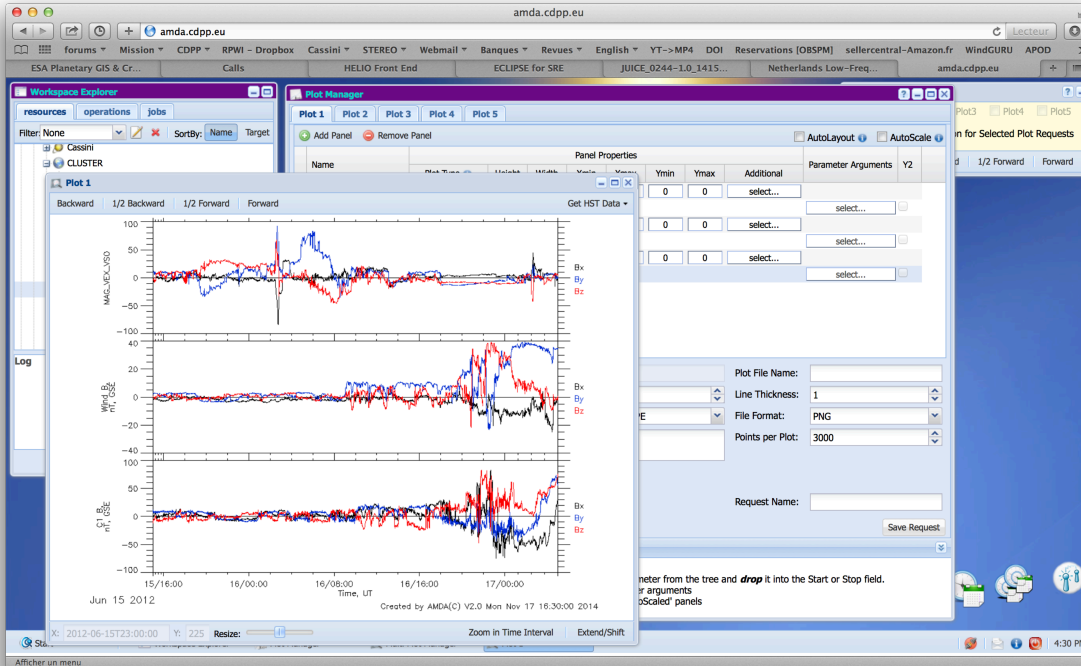 amda.cdpp.eu
amda.cdpp.eu
Lecteur
forums Mission CDPP RPWI - Dropbox Cassini STEREO Webmail Banques Revues English YT->MP4 DOI Reservations [OBSPM] sellercentral-Amazon.fr WindGURU APOD
ESA Planetary GIS & Cr... Calls HELIO Front End ECLIPSE for SRE JUICE_0244-1.0_1415... Netherlands Low-Freq... amda.cdpp.eu
Workspace Explorer
resources operations jobs
Filter: None SortBy: Name Target
Cassini
CLUSTER
Log
Plot Manager
Plot 1 Plot 2 Plot 3 Plot 4 Plot 5
Add Panel Remove Panel AutoLayout AutoScale
Name Panel Properties Parameter Arguments Y2
Ymin Ymax Additional
0 0 select...
select...
0 0 select...
select...
0 0 select...
select...
Plot File Name:
Line Thickness: 1
File Format: PNG
Points per Plot: 3000
Request Name:
Save Request
meter from the tree and drop it into the Start or Stop field.
r arguments
oScaled' panels
Plot3 Plot4 Plot5
on for Selected Plot Requests
d 1/2 Forward Forward
Plot 1
Backward 1/2 Backward 1/2 Forward Forward Get HST Data
MAG_VEX_VSO
100
50
0
-50
-100
Bx
By
Bz
Wind_B
nT, GSE
40
20
0
-20
-40
Bx
By
Bz
C1_B
nT, GSE
100
50
0
-50
-100
Bx
By
Bz
15/16:00 16/00:00 16/08:00 16/16:00 17/00:00
Jun 15 2012 Time, UT
Created by AMDA(C) V2.0 Mon Nov 17 16:30:00 2014
X: 2012-06-15T23:00:00 Y: 225 Resize: Zoom in Time Interval Extend/Shift
4:30 PM
Afficher un menu